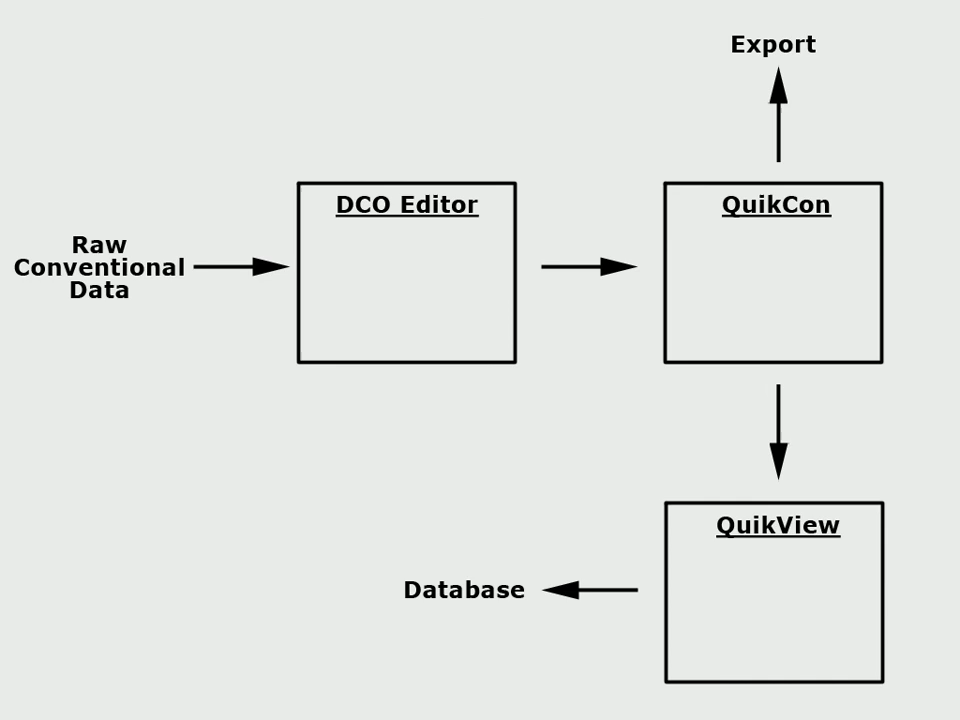 Export
DCO Editor
QuikCon
Raw
Conventional
Data
QuikView
Database